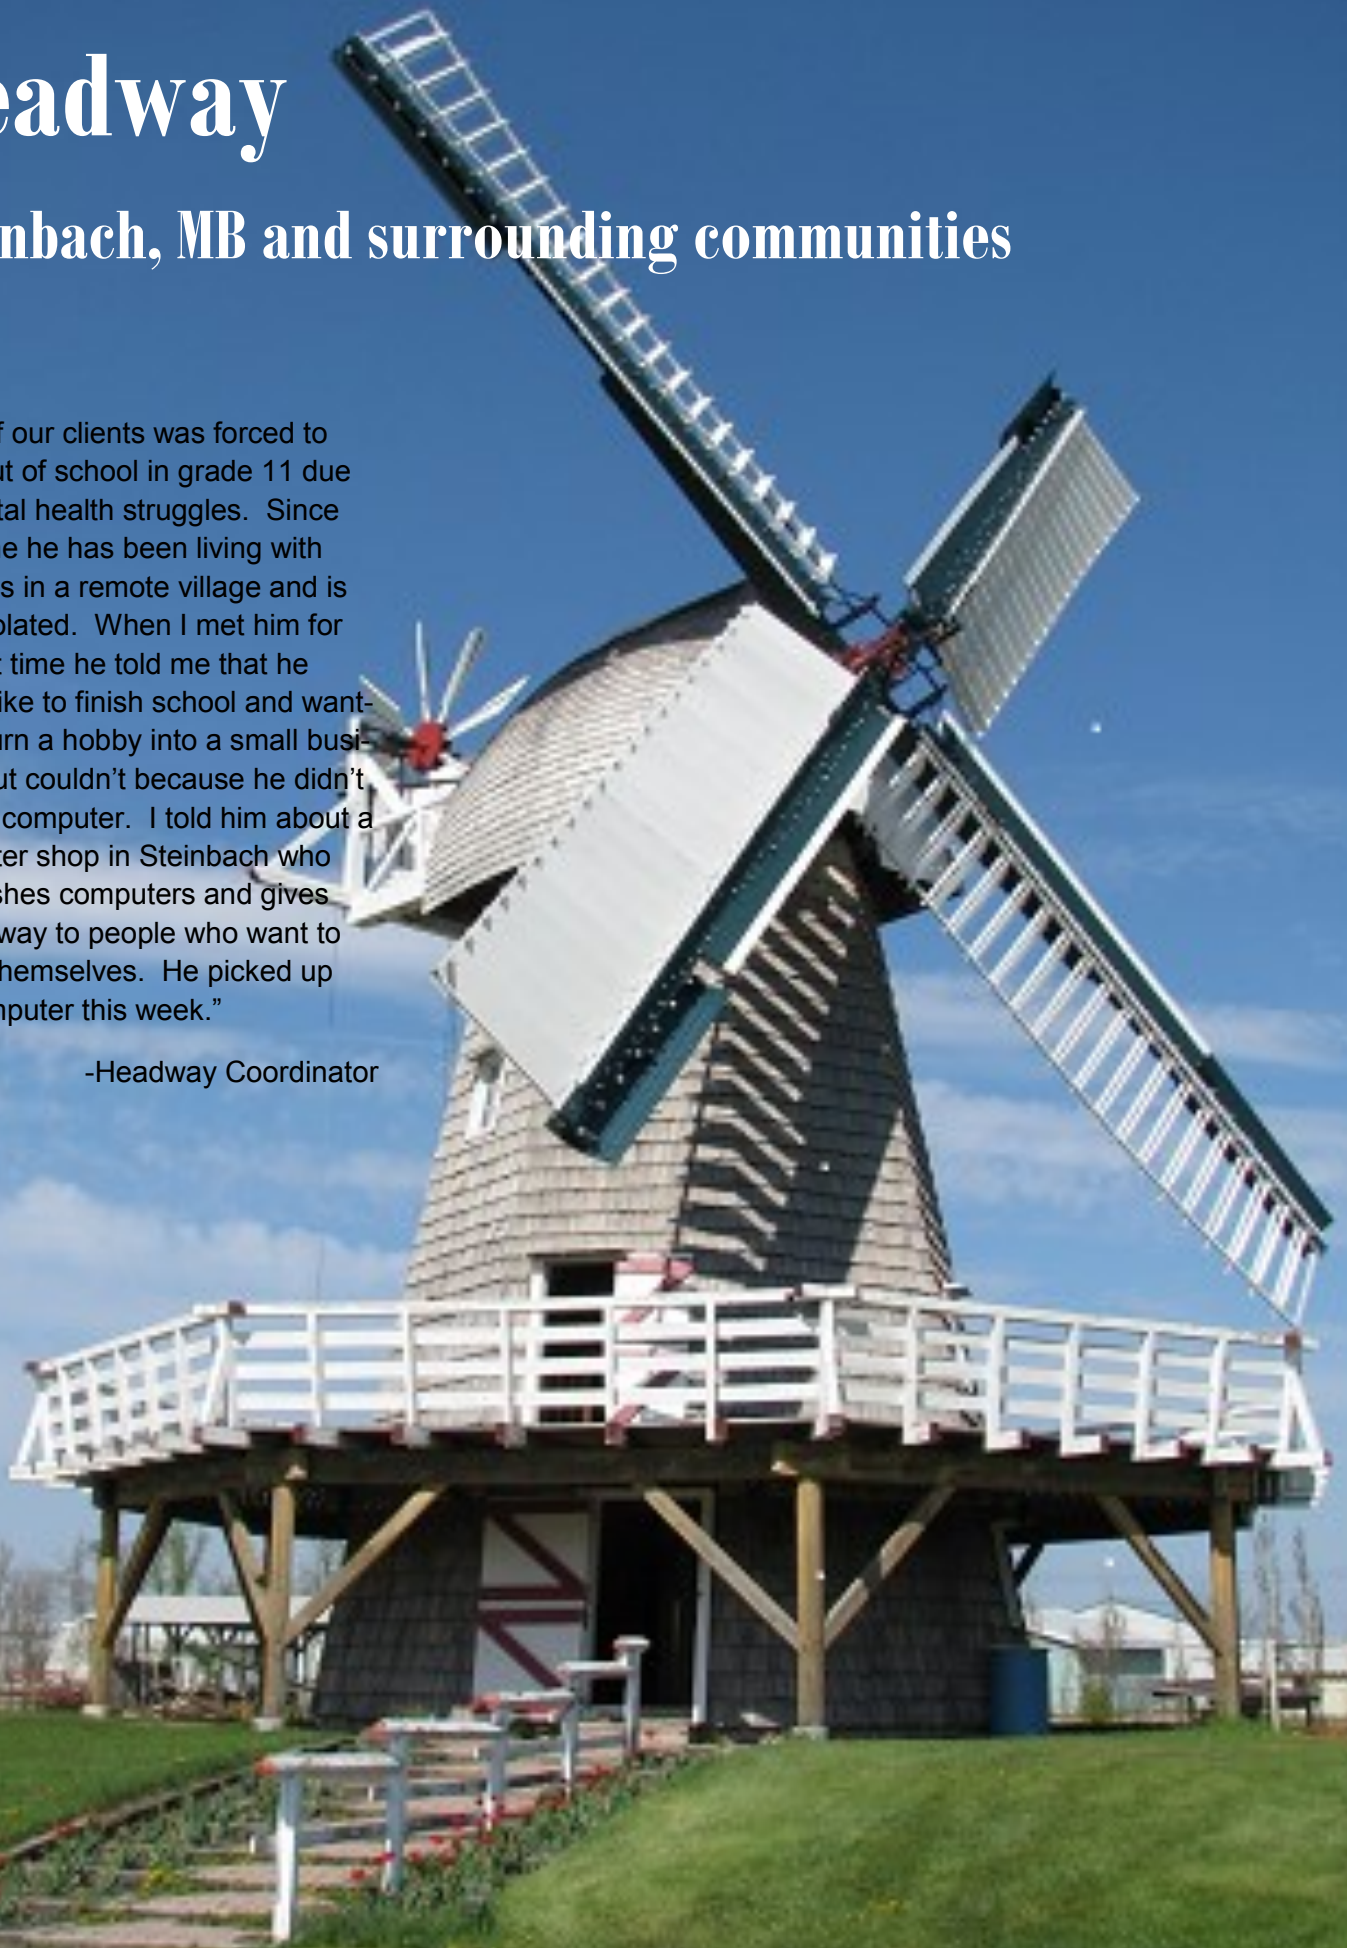 eadway
nbach, MB and surrounding communities
f our clients was forced to
ut of school in grade 11 due
tal health struggles.  Since
e he has been living with
s in a remote village and is
olated.  When I met him for
t time he told me that he
ike to finish school and want-
urn a hobby into a small busi-
ut couldn’t because he didn’t
computer.  I told him about a
ter shop in Steinbach who
shes computers and gives
way to people who want to
hemselves.  He picked up
nputer this week.”
-Headway Coordinator